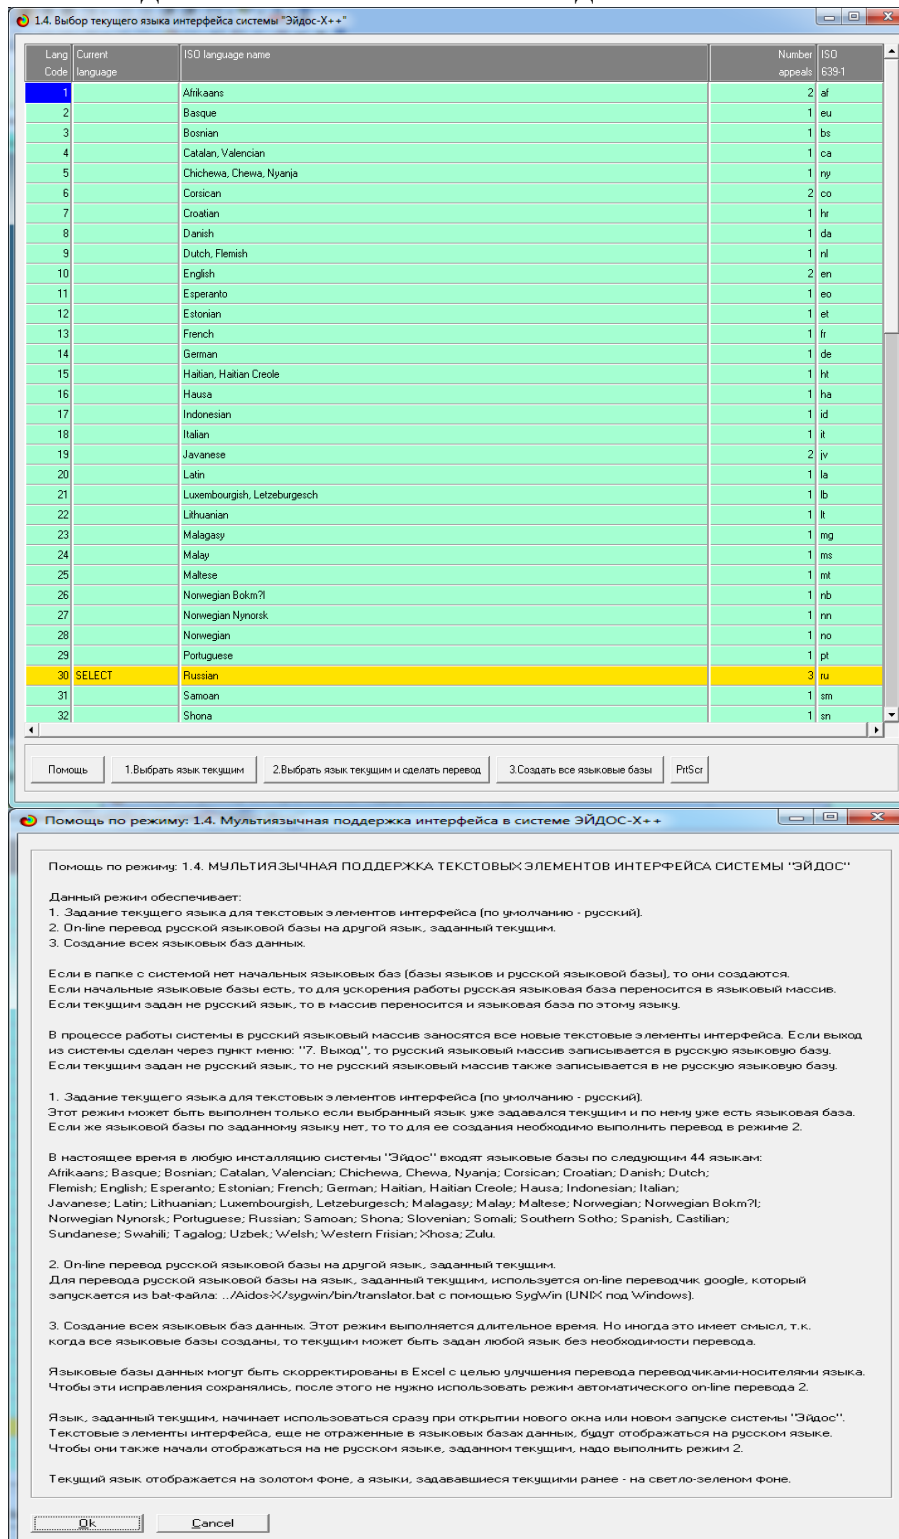 1.4. Выбор текущего языка интерфейса системы "Эйдос-X++"
Lang Current ISO language name Number ISO
Code language appeals 639-1
1 Afrikaans 2 af
2 Basque 1 eu
3 Bosnian 1 bs
4 Catalan, Valencian 1 ca
5 Chichewa, Chewa, Nyanja 1 ny
6 Corsican 2 co
7 Croatian 1 hr
8 Danish 1 da
9 Dutch, Flemish 1 nl
10 English 2 en
11 Esperanto 1 eo
12 Estonian 1 et
13 French 1 fr
14 German 1 de
15 Haitian, Haitian Creole 1 ht
16 Hausa 1 ha
17 Indonesian 1 id
18 Italian 1 it
19 Javanese 2 jv
20 Latin 1 la
21 Luxembourgish, Letzeburgesch 1 lb
22 Lithuanian 1 lt
23 Malagasy 1 mg
24 Malay 1 ms
25 Maltese 1 mt
26 Norwegian Bokm?l 1 nb
27 Norwegian Nynorsk 1 nn
28 Norwegian 1 no
29 Portuguese 1 pt
30 SELECT Russian 3 ru
31 Samoan 1 sm
32 Shona 1 sn
Помощь 1.Выбрать язык текущим 2.Выбрать язык текущим и сделать перевод 3.Создать все языковые базы PrtScr
Помощь по режиму: 1.4. Мультиязычная поддержка интерфейса в системе ЭЙДОС-X++
Помощь по режиму: 1.4. МУЛЬТИЯЗЫЧНАЯ ПОДДЕРЖКА ТЕКСТОВЫХ ЭЛЕМЕНТОВ ИНТЕРФЕЙСА СИСТЕМЫ "ЭЙДОС"
Данный режим обеспечивает:
1. Задание текущего языка для текстовых элементов интерфейса (по умолчанию - русский).
2. On-line перевод русской языковой базы на другой язык, заданный текущим.
3. Создание всех языковых баз данных.
Если в папке с системой нет начальных языковых баз (базы языков и русской языковой базы), то они создаются.
Если начальные языковые базы есть, то для ускорения работы русская языковая база переносится в языковый массив.
Если текущим задан не русский язык, то в массив переносится и языковая база по этому языку.
В процессе работы системы в русский языковый массив заносятся все новые текстовые элементы интерфейса. Если выход
из системы сделан через пункт меню: "7. Выход", то русский языковый массив записывается в русскую языковую базу.
Если текущим задан не русский язык, то не русский языковый массив также записывается в не русскую языковую базу.
1. Задание текущего языка для текстовых элементов интерфейса (по умолчанию - русский).
Этот режим может быть выполнен только если выбранный язык уже задавался текущим и по нему уже есть языковая база.
Если же языковой базы по заданному языку нет, то то для ее создания необходимо выполнить перевод в режиме 2.
В настоящее время в любую инсталляцию системы "Эйдос" входят языковые базы по следующим 44 языкам:
Afrikaans; Basque; Bosnian; Catalan, Valencian; Chichewa, Chewa, Nyanja; Corsican; Croatian; Danish; Dutch;
Flemish; English; Esperanto; Estonian; French; German; Haitian, Haitian Creole; Hausa; Indonesian; Italian;
Javanese; Latin; Lithuanian; Luxembourgish, Letzeburgesch; Malagasy; Malay; Maltese; Norwegian; Norwegian Bokm?l;
Norwegian Nynorsk; Portuguese; Russian; Samoan; Shona; Slovenian; Somali; Southern Sotho; Spanish, Castilian;
Sundanese; Swahili; Tagalog; Uzbek; Welsh; Western Frisian; Xhosa; Zulu.
2. On-line перевод русской языковой базы на другой язык, заданный текущим.
Для перевода русской языковой базы на язык, заданный текущим, используется on-line переводчик google, который
запускается из bat-файла: ../Aidos-X/sygwin/bin/translator.bat с помощью SygWin (UNIX под Windows).
3. Создание всех языковых баз данных. Этот режим выполняется длительное время. Но иногда это имеет смысл, т.к.
когда все языковые базы созданы, то текущим может быть задан любой язык без необходимости перевода.
Языковые базы данных могут быть скорректированы в Excel с целью улучшения перевода переводчиками-носителями языка.
Чтобы эти исправления сохранялись, после этого не нужно использовать режим автоматического on-line перевода 2.
Язык, заданный текущим, начинает использоваться сразу при открытии нового окна или новом запуске системы "Эйдос".
Текстовые элементы интерфейса, еще не отраженные в языковых базах данных, будут отображаться на русском языке.
Чтобы они также начали отображаться на не русском языке, заданном текущим, надо выполнить режим 2.
Текущий язык отображается на золотом фоне, а языки, задававшиеся текущими ранее - на светло-зеленом фоне.
Ok Cancel